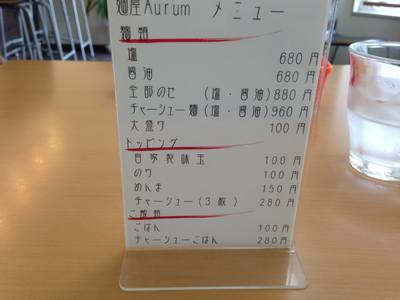 麺屋Aurum メニュー
麺類
塩 680円
醤油 680円
全部のせ (塩・醤油) 880円
チャーシュー麺 (塩・醤油) 960円
大盛り 100円
トッピング
自家製味玉 100円
のり 100円
めんま 150円
チャーシュー(3枚) 280円
ご飯類
ごはん 100円
チャーシューごはん 280円